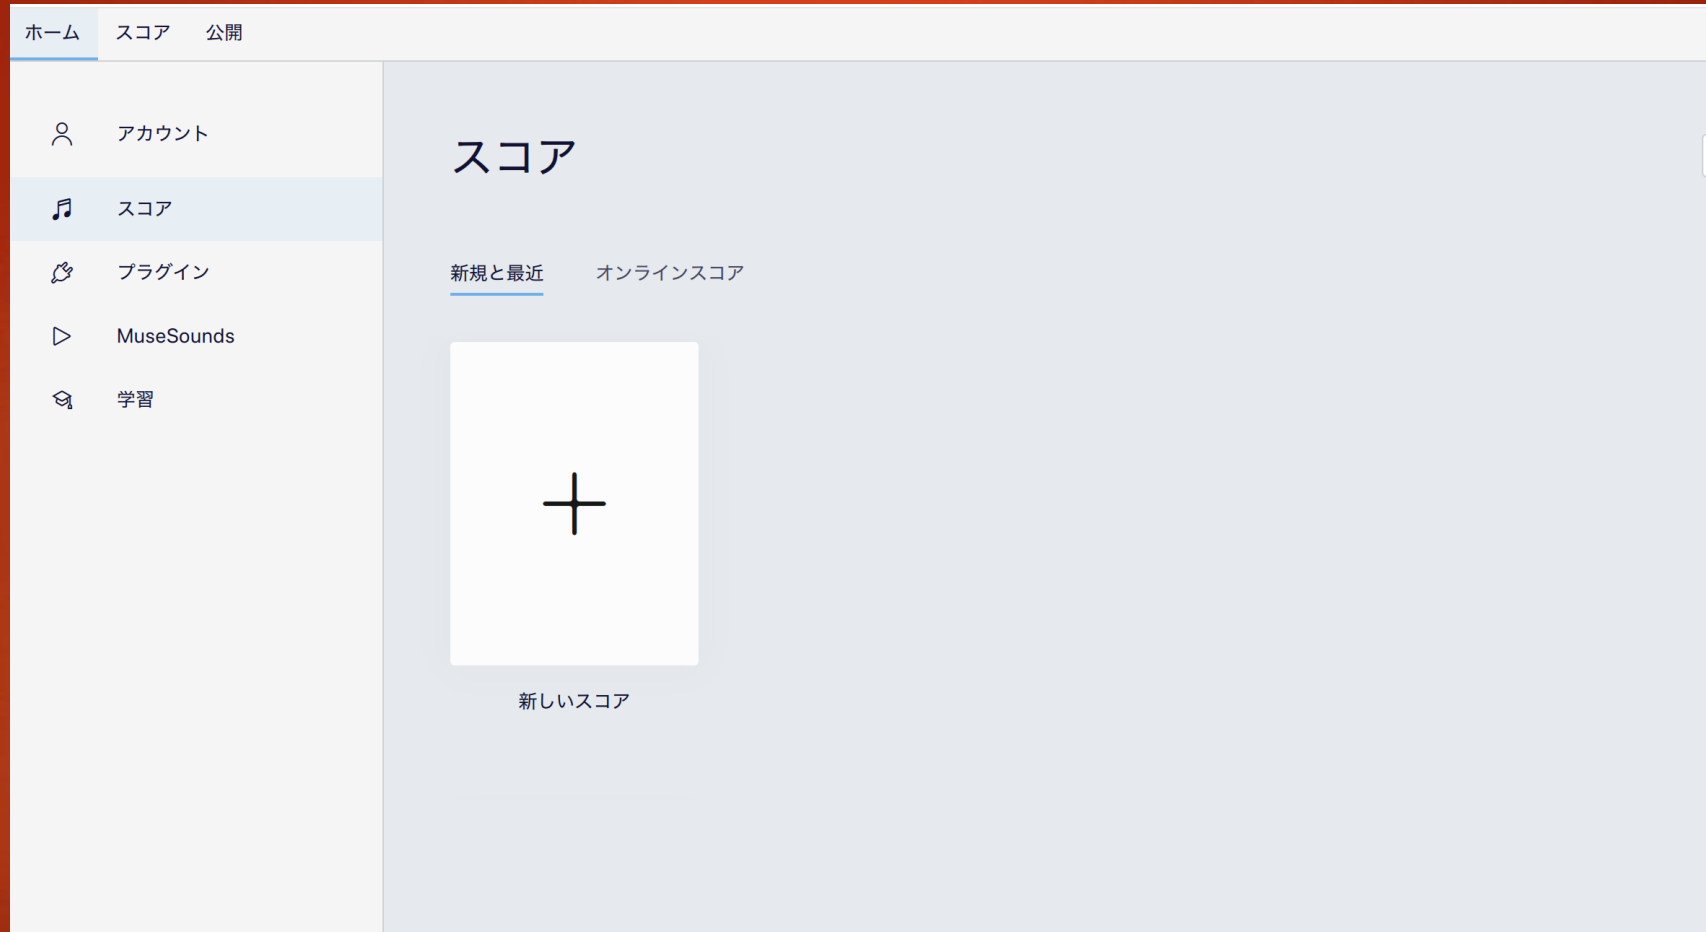 ホーム スコア 公開
アカウント
スコア
プラグイン
MuseSounds
学習
スコア
新規と最近 オンラインスコア
新しいスコア